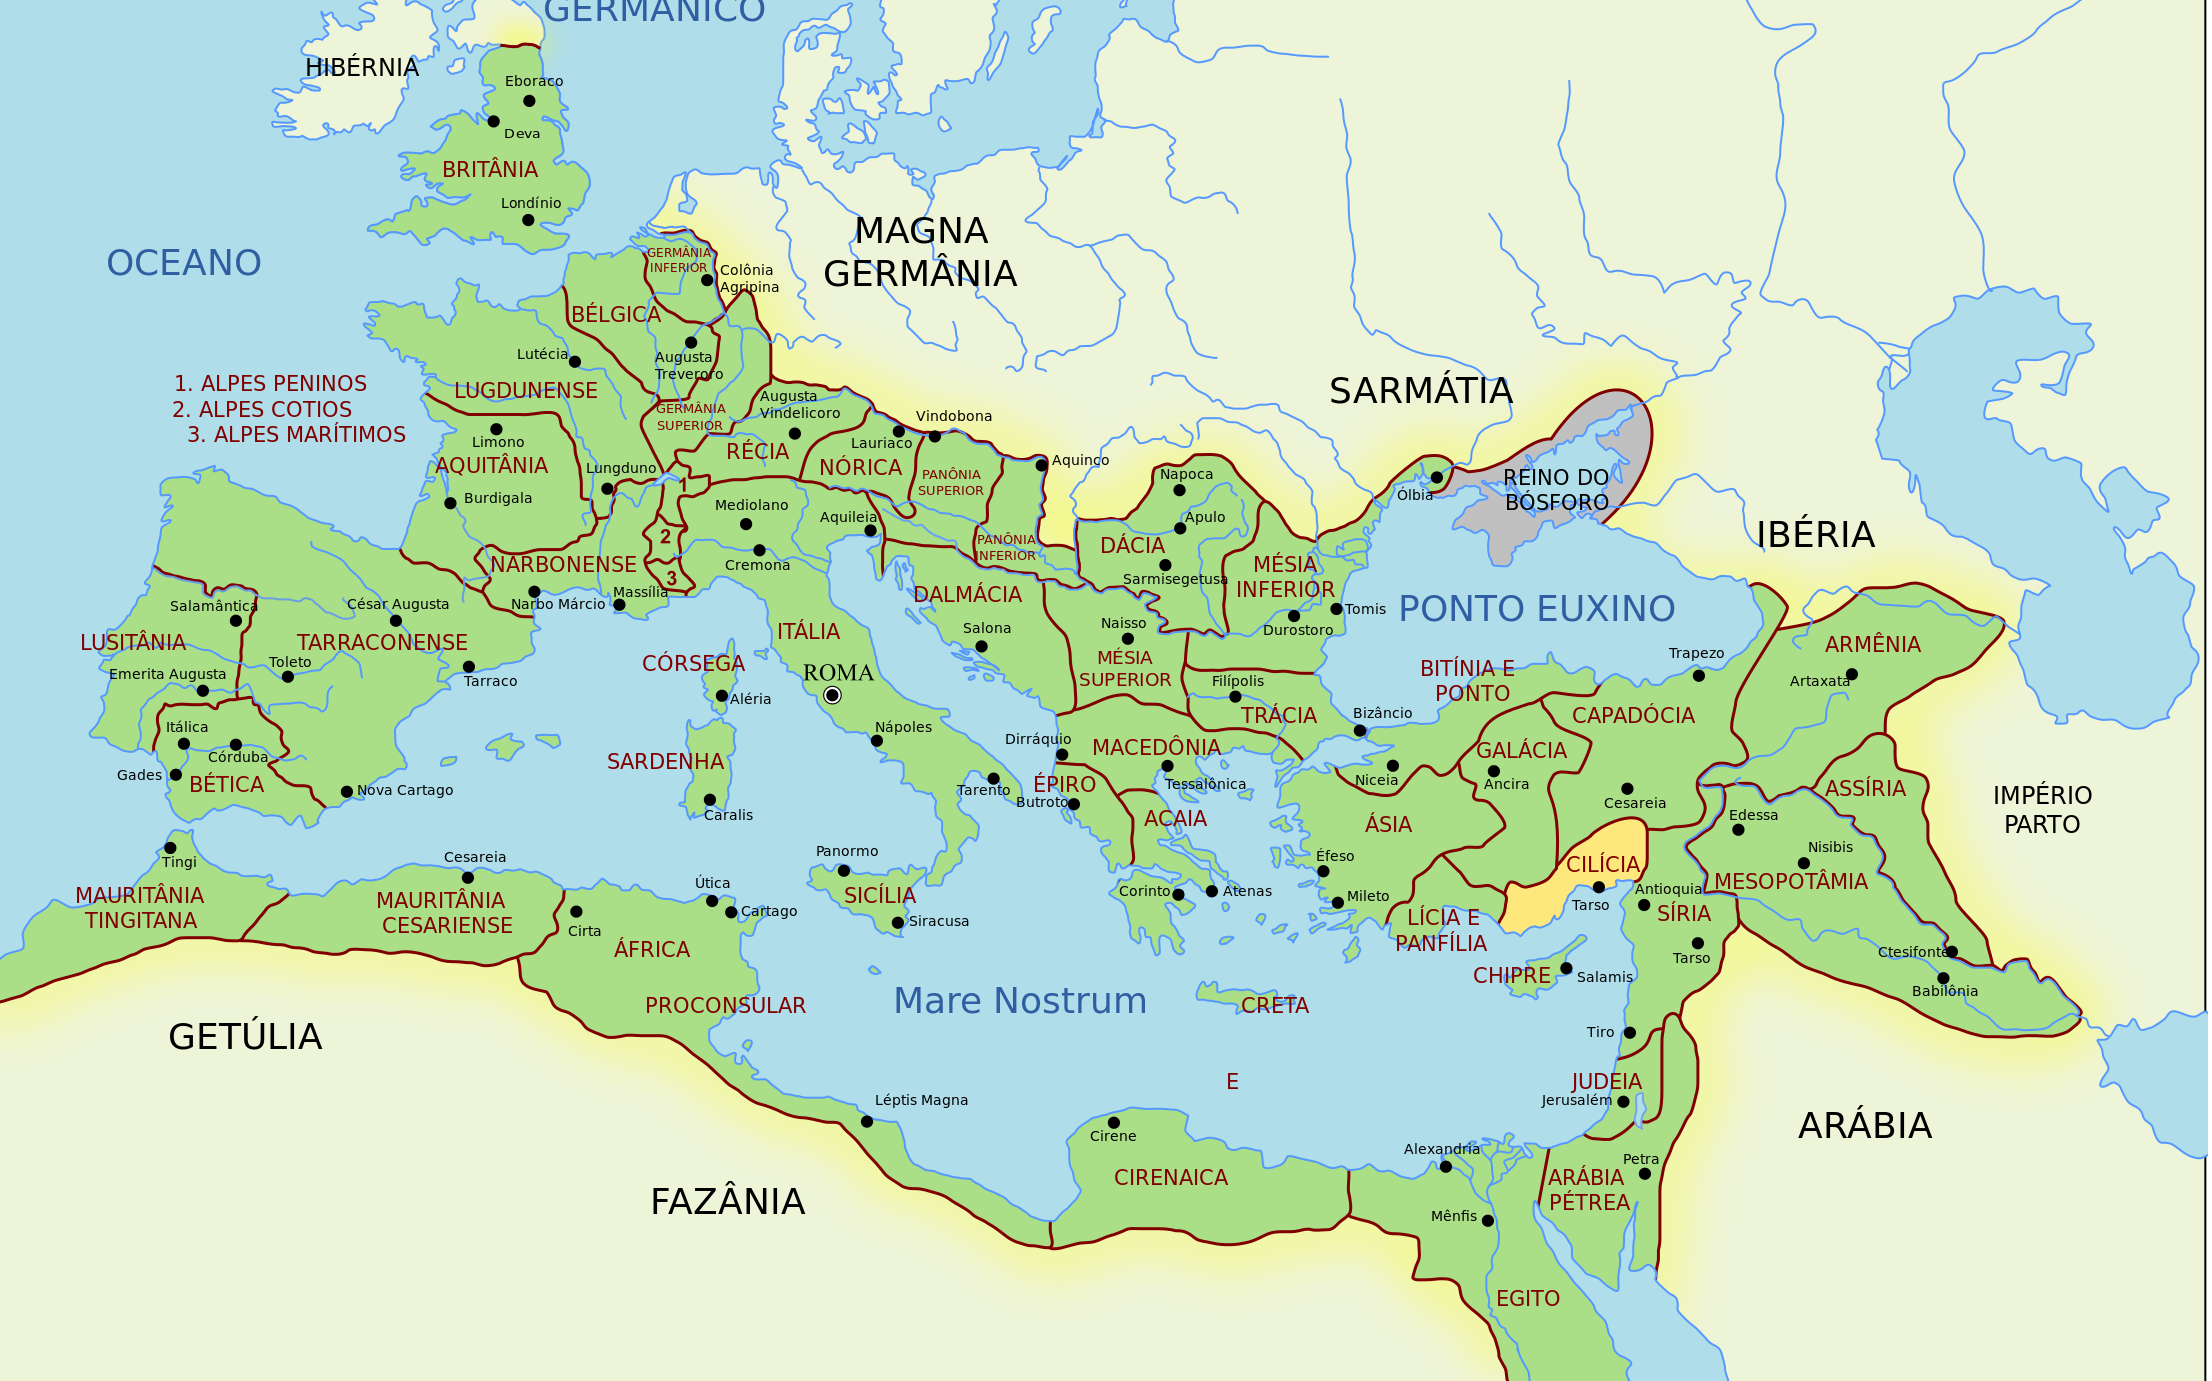 GERMÂNICO
HIBÉRNIA
Eboraco
Deva
BRITÂNIA
Londínio
OCEANO
MAGNA
GERMÂNIA
GERMÂNIA
INFERIOR
Colônia
Agripina
BÉLGICA
Lutécia
Augusta
Treveroro
1. ALPES PENINOS
2. ALPES COTIOS
3. ALPES MARÍTIMOS
LUGDUNENSE
GERMÂNIA
SUPERIOR
Augusta
Vindelicoro
Vindobona
Lauriaco
Limono
AQUITÂNIA
Lungduno
Burdigala
RÉCIA
NÓRICA
PANÔNIA
SUPERIOR
Aquinco
Napoca
SARMÁTIA
Ólbia
REINO DO
BÓSFORO
IBÉRIA
1
2
3
Mediolano
Aquileia
Cremona
PANÔNIA
INFERIOR
Apulo
DÁCIA
Sarmisegetusa
MÉSIA
INFERIOR
NARBONENSE
Narbo Márcio
Massília
Salamântica
César Augusta
LUSITÂNIA
TARRACONENSE
Toleto
Emerita Augusta
Tarraco
Itálica
Córduba
Gades
BÉTICA
Nova Cartago
DALMÁCIA
Salona
Naisso
MÉSIA
SUPERIOR
Durostoro
Tomis
PONTO EUXINO
ITÁLIA
CÓRSEGA
ROMA
Aléria
Nápoles
SARDENHA
Caralis
Tarento
Filípolis
TRÁCIA
Bizâncio
BITÍNIA E
PONTO
Trapezo
ARMÊNIA
Artaxata
CAPADÓCIA
Dirráquio
MACEDÔNIA
Tessalônica
ÉPIRO
Butroto
ACAIA
Niceia
GALÁCIA
Ancira
Cesareia
ÁSIA
ASSÍRIA
IMPÉRIO
PARTO
Edessa
Nisibis
MESOPOTÂMIA
CILÍCIA
Tarso
Antioquia
SÍRIA
Tarso
Ctesifonte
Babilônia
Éfeso
Mileto
Corinto
Atenas
LÍCIA E
PANFÍLIA
CHIPRE
Salamis
CRETA
Tingi
Cesareia
MAURITÂNIA
TINGITANA
MAURITÂNIA
CESARIENSE
Útica
Cartago
Cirta
Panormo
SICÍLIA
Siracusa
ÁFRICA
PROCONSULAR
Mare Nostrum
GETÚLIA
Tiro
E
JUDEIA
Jerusalém
ARÁBIA
Léptis Magna
Cirene
CIRENAICA
FAZÂNIA
Alexandria
Mênfis
Petra
ARÁBIA
PÉTREA
EGITO